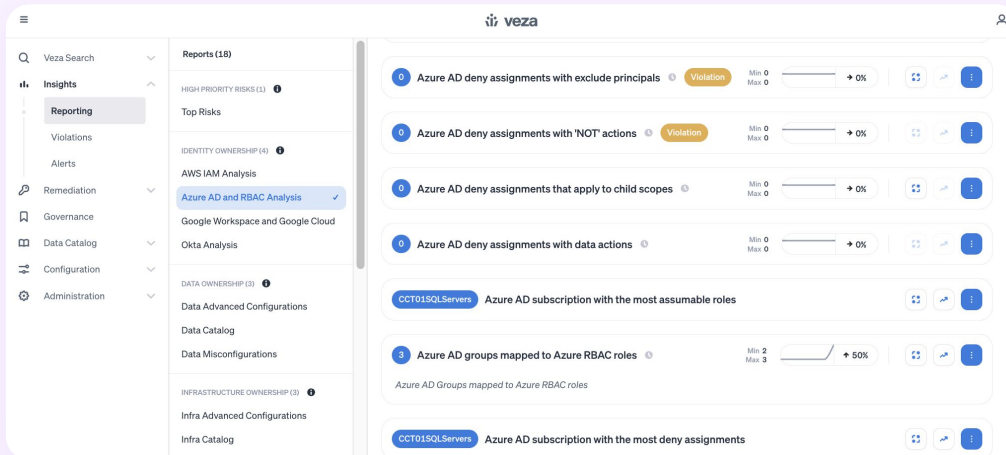 veza
Veza Search
Insights
Reporting
Violations
Alerts
Remediation
Governance
Data Catalog
Configuration
Administration
Reports (18)
HIGH PRIORITY RISKS (1)
Top Risks
IDENTITY OWNERSHIP (4)
AWS IAM Analysis
Azure AD and RBAC Analysis
Google Workspace and Google Cloud
Okta Analysis
DATA OWNERSHIP (3)
Data Advanced Configurations
Data Catalog
Data Misconfigurations
INFRASTRUCTURE OWNERSHIP (3)
Infra Advanced Configurations
Infra Catalog
0 Azure AD deny assignments with exclude principals Violation Min 0 Max 0 → 0%
0 Azure AD deny assignments with 'NOT' actions Violation Min 0 Max 0 → 0%
0 Azure AD deny assignments that apply to child scopes Min 0 Max 0 → 0%
0 Azure AD deny assignments with data actions Min 0 Max 0 → 0%
CCT01SQLServers Azure AD subscription with the most assumable roles
3 Azure AD groups mapped to Azure RBAC roles Min 2 Max 3 ↑ 50%
Azure AD Groups mapped to Azure RBAC roles
CCT01SQLServers Azure AD subscription with the most deny assignments